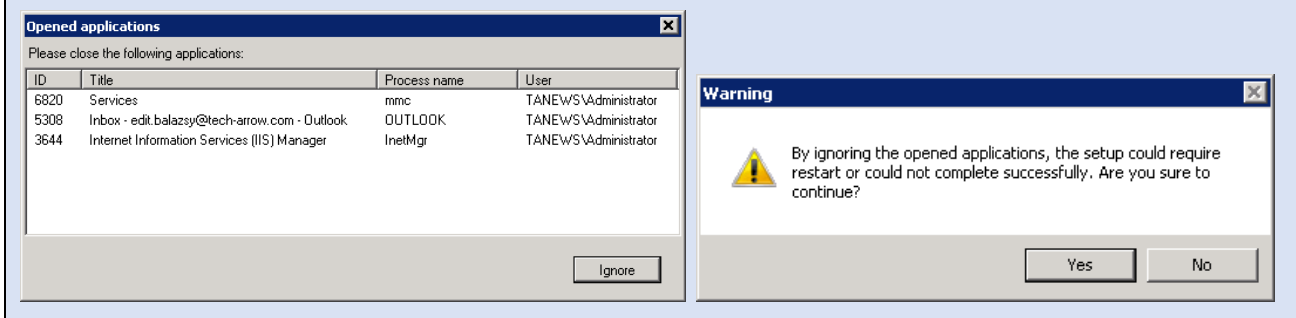 Opened applications
Please close the following applications:
ID Title Process name User
6820 Services mmc TANEWS\Administrator
5308 Inbox - edit.balazsy@tech-arrow.com - Outlook OUTLOOK TANEWS\Administrator
3644 Internet Information Services (IIS) Manager InetMgr TANEWS\Administrator
Ignore
Warning
By ignoring the opened applications, the setup could require
restart or could not complete successfully. Are you sure to
continue?
Yes No